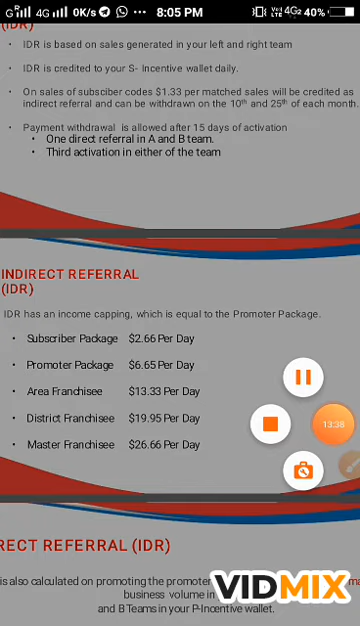 G 4G 0K/s 8:05 PM 4G2 40%
(IDR)
• IDR is based on sales generated in your left and right team
• IDR is credited to your S- Incentive wallet daily.
• On sales of subsciber codes $1.33 per matched sales will be credited as
indirect referral and can be withdrawn on the 10th and 25th of each month.
• Payment withdrawal is allowed after 15 days of activation
• One direct referral in A and B team.
• Third activation in either of the team
INDIRECT REFERRAL
(IDR)
IDR has an income capping, which is equal to the Promoter Package.
• Subscriber Package $2.66 Per Day
• Promoter Package $6.65 Per Day
• Area Franchisee $13.33 Per Day
• District Franchisee $19.95 Per Day
• Master Franchisee $26.66 Per Day
13:38
RECT REFERRAL (IDR)
is also calculated on promoting the promoter
business volume in
and B Teams in your P-Incentive wallet.
VIDMIX